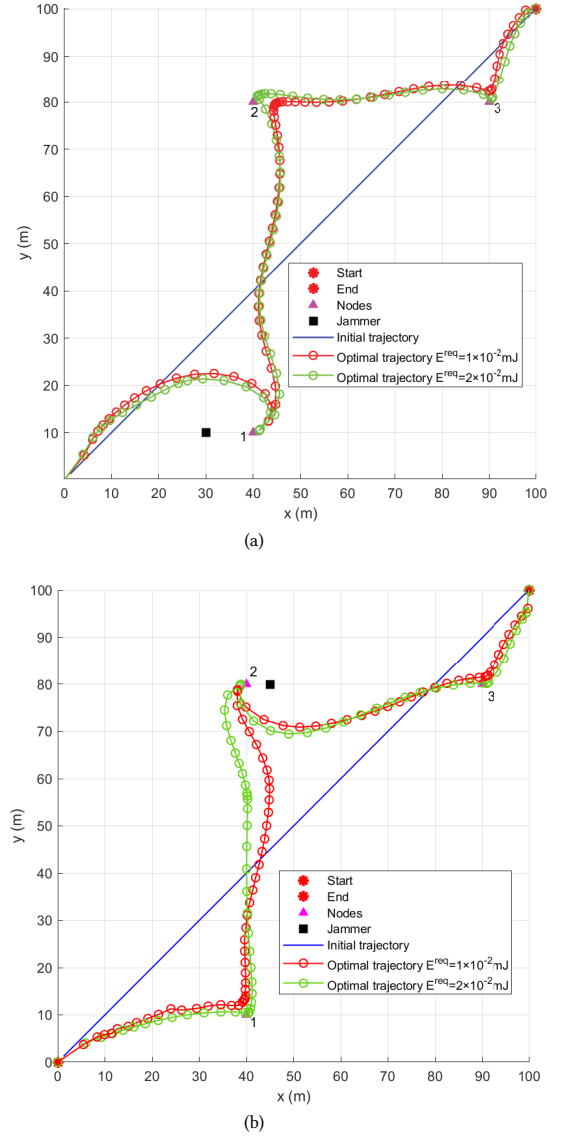 100
90
80
70
60
50
40
30
20
10
0
y (m)
2
3
1
Start
End
Nodes
Jammer
Initial trajectory
Optimal trajectory E^req=1×10^-2mJ
Optimal trajectory E^req=2×10^-2mJ
0 10 20 30 40 50 60 70 80 90 100
x (m)
(a)
100
90
80
70
60
50
40
30
20
10
0
y (m)
2
3
1
Start
End
Nodes
Jammer
Initial trajectory
Optimal trajectory E^req=1×10^-2mJ
Optimal trajectory E^req=2×10^-2mJ
0 10 20 30 40 50 60 70 80 90 100
x (m)
(b)